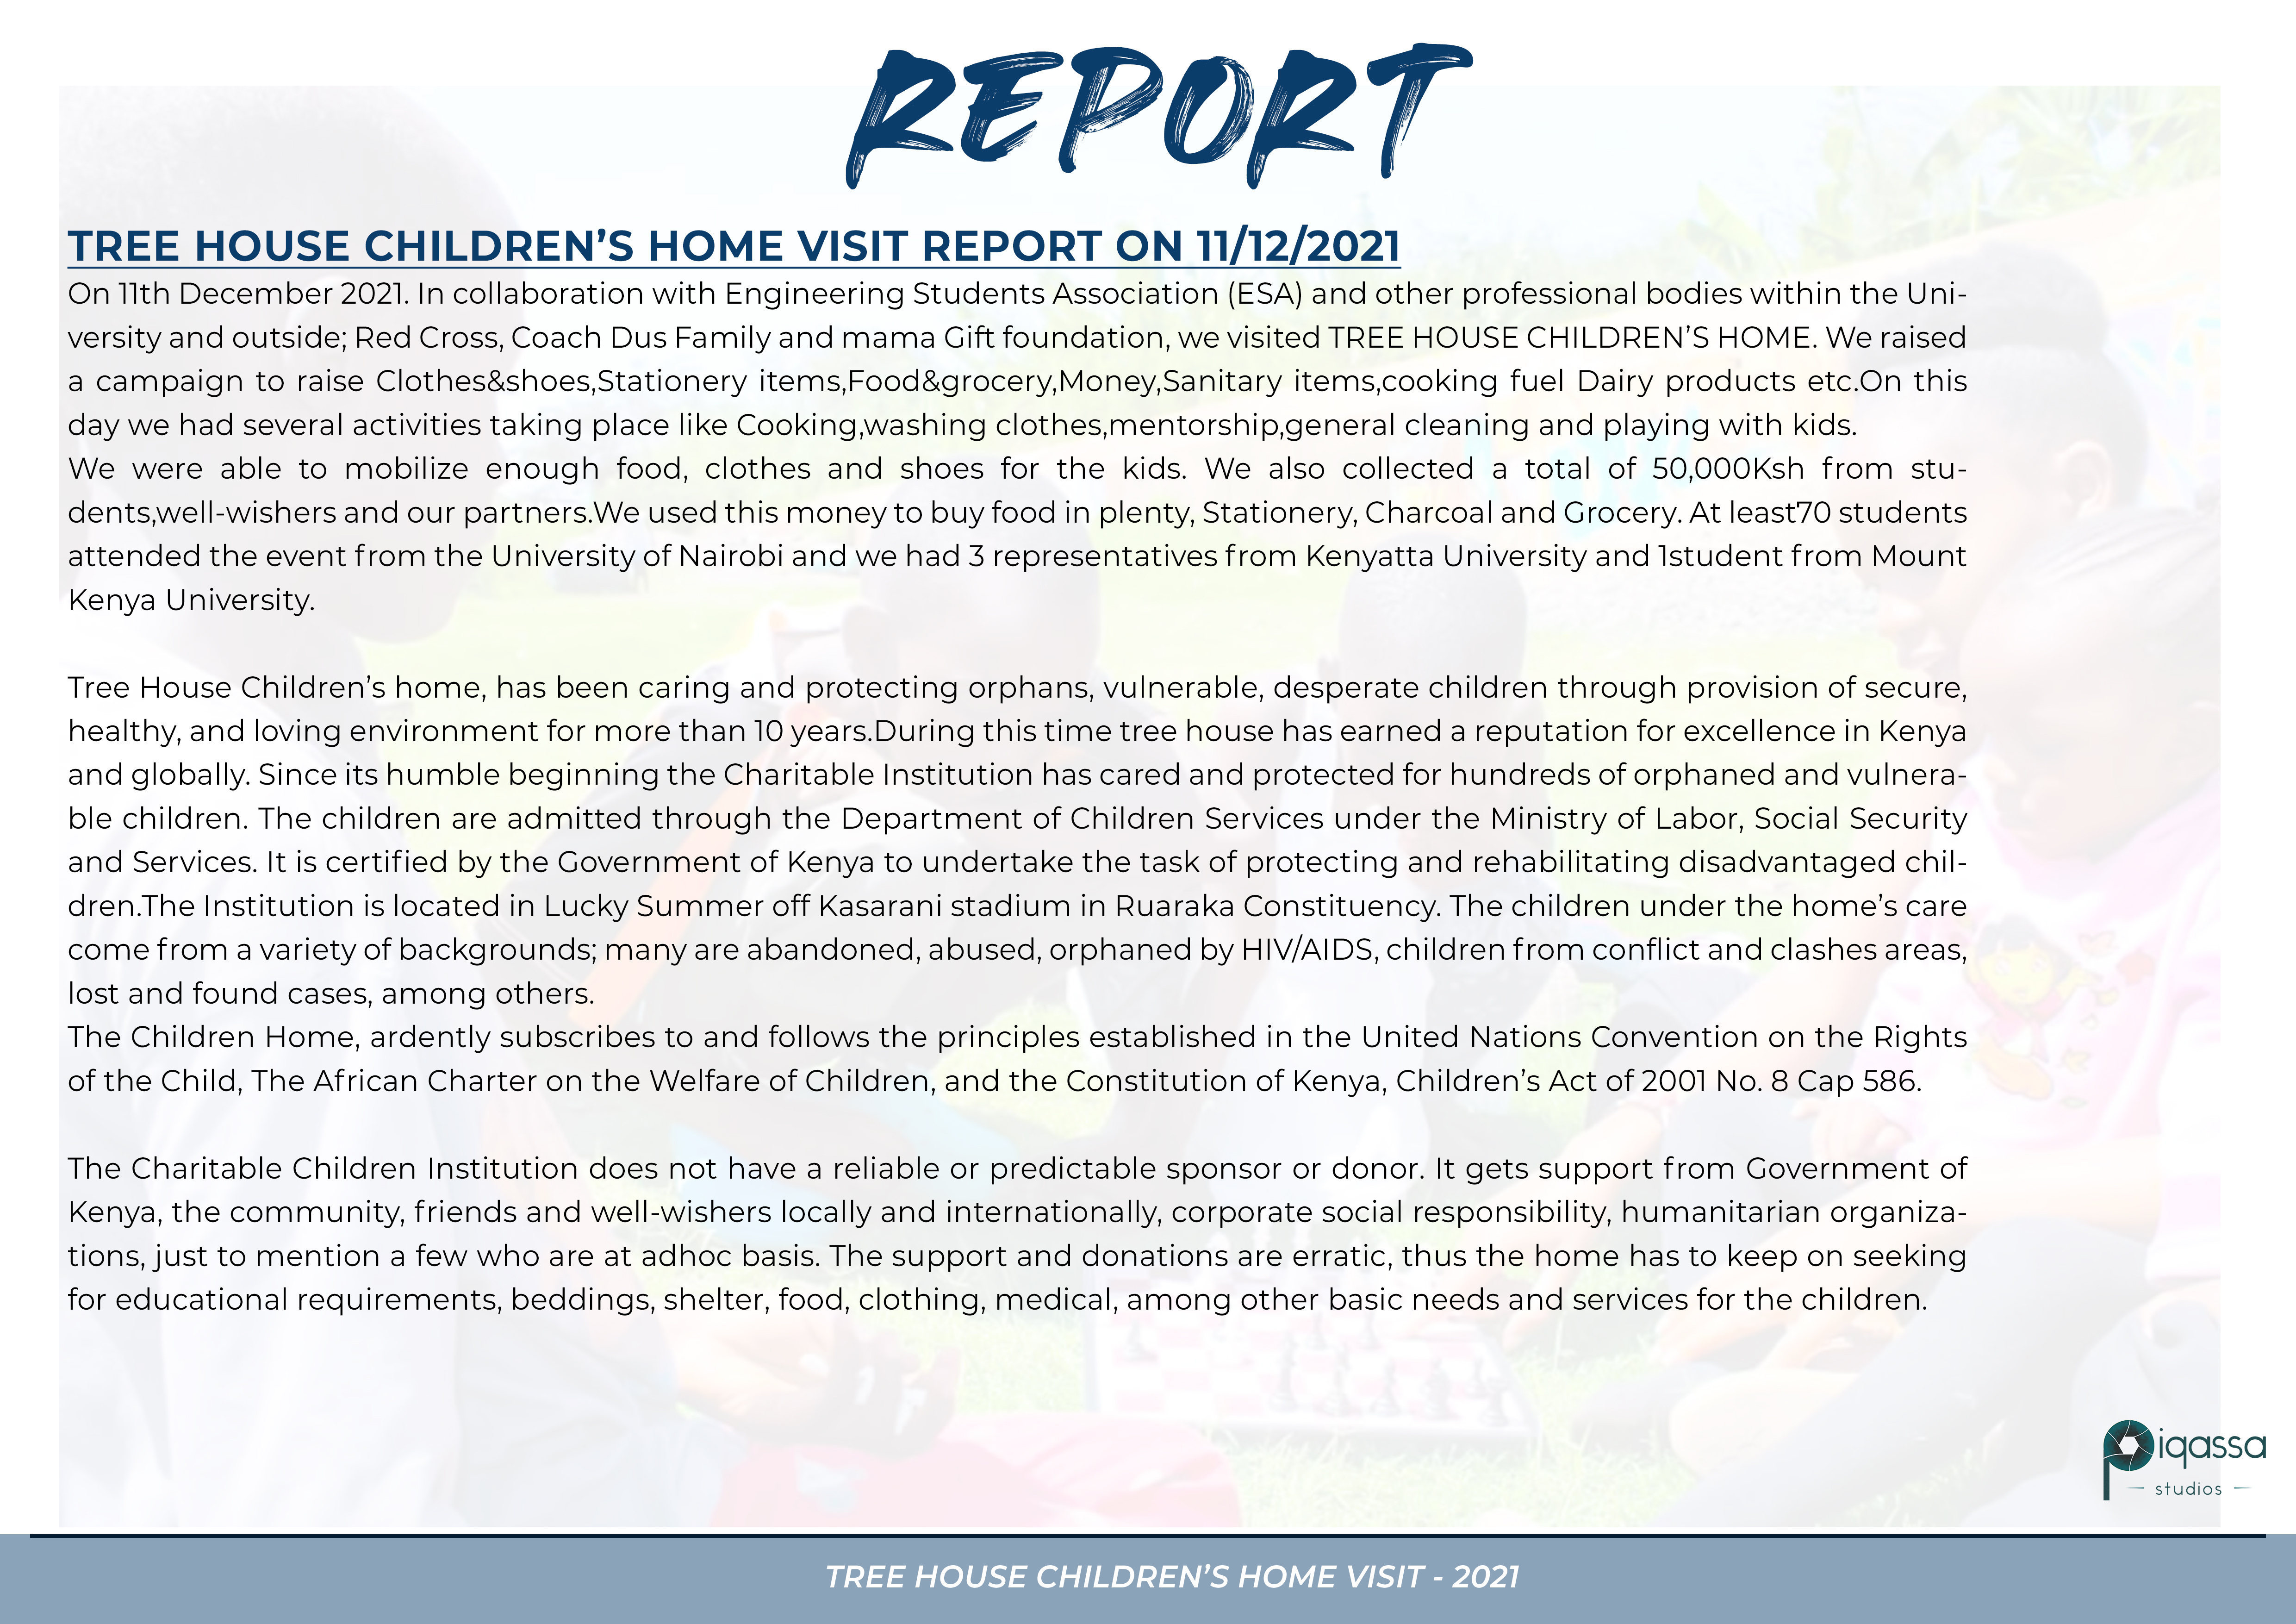 REPORT
TREE HOUSE CHILDREN’S HOME VISIT REPORT ON 11/12/2021
On 11th December 2021. In collaboration with Engineering Students Association (ESA) and other professional bodies within the Uni-
versity and outside; Red Cross, Coach Dus Family and mama Gift foundation, we visited TREE HOUSE CHILDREN’S HOME. We raised
a campaign to raise Clothes&shoes,Stationery items,Food&grocery,Money,Sanitary items,cooking fuel Dairy products etc.On this
day we had several activities taking place like Cooking,washing clothes,mentorship,general cleaning and playing with kids.
We were able to mobilize enough food, clothes and shoes for the kids. We also collected a total of 50,000Ksh from stu-
dents,well-wishers and our partners.We used this money to buy food in plenty, Stationery, Charcoal and Grocery. At least70 students
attended the event from the University of Nairobi and we had 3 representatives from Kenyatta University and 1student from Mount
Kenya University.
Tree House Children’s home, has been caring and protecting orphans, vulnerable, desperate children through provision of secure,
healthy, and loving environment for more than 10 years.During this time tree house has earned a reputation for excellence in Kenya
and globally. Since its humble beginning the Charitable Institution has cared and protected for hundreds of orphaned and vulnera-
ble children. The children are admitted through the Department of Children Services under the Ministry of Labor, Social Security
and Services. It is certified by the Government of Kenya to undertake the task of protecting and rehabilitating disadvantaged chil-
dren.The Institution is located in Lucky Summer off Kasarani stadium in Ruaraka Constituency. The children under the home’s care
come from a variety of backgrounds; many are abandoned, abused, orphaned by HIV/AIDS, children from conflict and clashes areas,
lost and found cases, among others.
The Children Home, ardently subscribes to and follows the principles established in the United Nations Convention on the Rights
of the Child, The African Charter on the Welfare of Children, and the Constitution of Kenya, Children’s Act of 2001 No. 8 Cap 586.
The Charitable Children Institution does not have a reliable or predictable sponsor or donor. It gets support from Government of
Kenya, the community, friends and well-wishers locally and internationally, corporate social responsibility, humanitarian organiza-
tions, just to mention a few who are at adhoc basis. The support and donations are erratic, thus the home has to keep on seeking
for educational requirements, beddings, shelter, food, clothing, medical, among other basic needs and services for the children.
Piqassa
studios
TREE HOUSE CHILDREN’S HOME VISIT - 2021